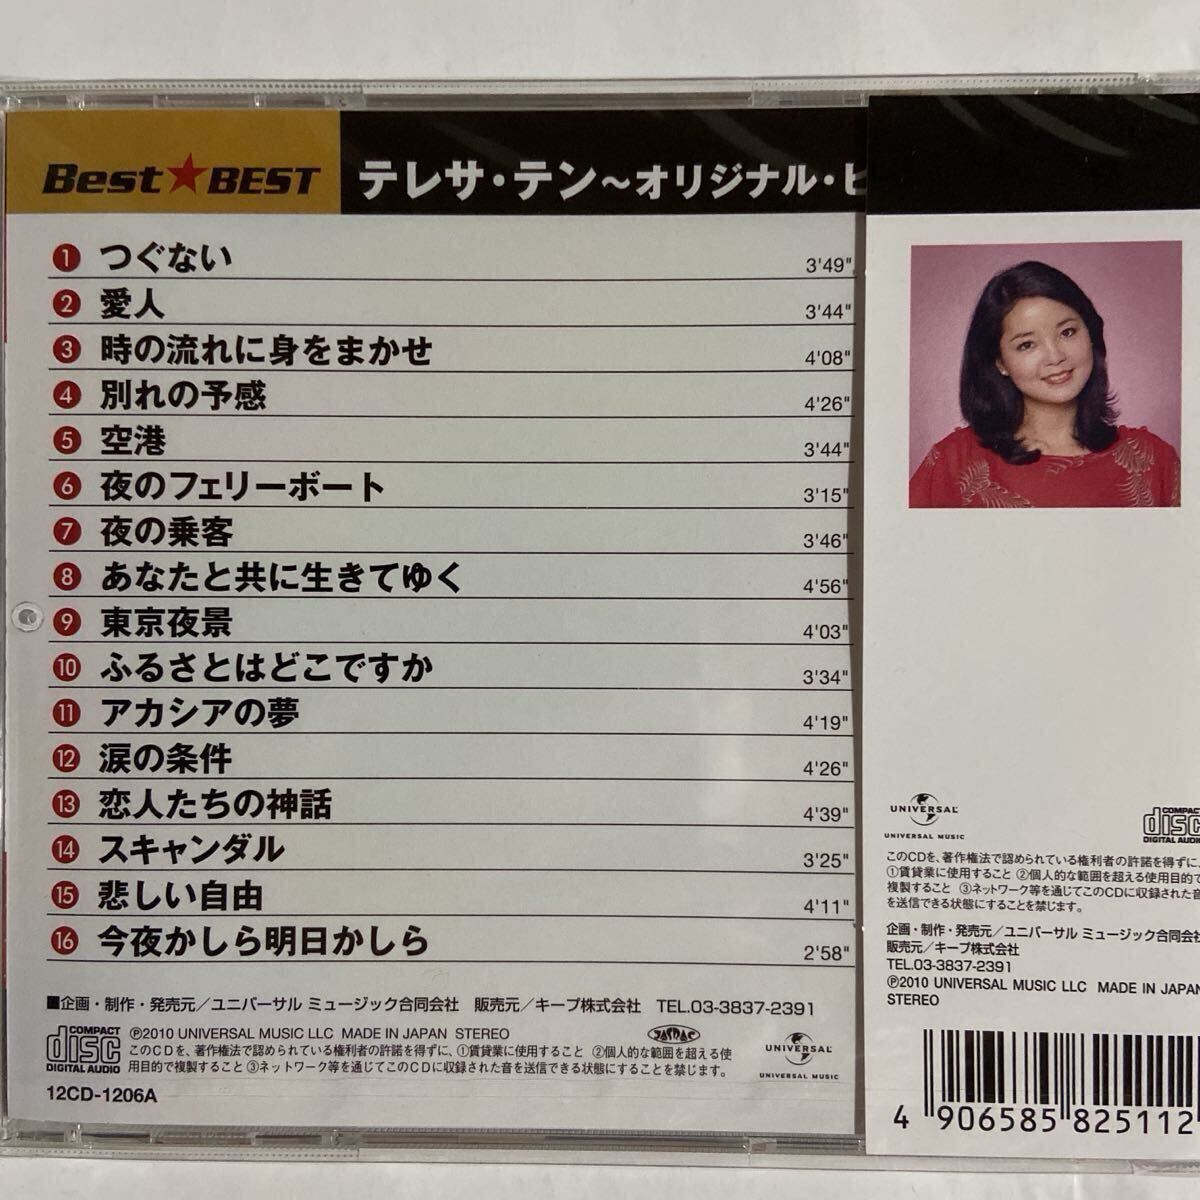 Best★BEST
テレサ・テン～オリジナル・ヒ
1 つぐない 3'49"
2 愛人 3'44"
3 時の流れに身をまかせ 4'08"
4 別れの予感 4'26"
5 空港 3'44"
6 夜のフェリーボート 3'15"
7 夜の乗客 3'46"
8 あなたと共に生きてゆく 4'56"
9 東京夜景 4'03"
10 ふるさとはどこですか 3'34"
11 アカシアの夢 4'19"
12 涙の条件 4'26"
13 恋人たちの神話 4'39"
14 スキャンダル 3'25"
15 悲しい自由 4'11"
16 今夜かしら明日かしら 2'58"
■企画・制作・発売元／ユニバーサル ミュージック合同会社 販売元／キープ株式会社 TEL.03-3837-2391
COMPACT disc DIGITAL AUDIO
℗2010 UNIVERSAL MUSIC LLC MADE IN JAPAN STEREO
JASRAC
このCDを、著作権法で認められている権利者の許諾を得ずに、①賃貸業に使用すること ②個人的な範囲を超える使
用目的で複製すること ③ネットワーク等を通じてこのCDに収録された音を送信できる状態にすることを禁じます。
UNIVERSAL
UNIVERSAL MUSIC
12CD-1206A
UNIVERSAL
UNIVERSAL MUSIC
COMPACT
disc
DIGITAL AUDIO
このCDを、著作権法で認められている権利者の許諾を得ずに、
①賃貸業に使用すること ②個人的な範囲を超える使用目的で
複製すること ③ネットワーク等を通じてこのCDに収録された音
を送信できる状態にすることを禁じます。
企画・制作・発売元／ユニバーサル ミュージック合同会社
販売元／キープ株式会社
TEL.03-3837-2391
℗2010 UNIVERSAL MUSIC LLC MADE IN JAPAN
STEREO
4 906585 825112